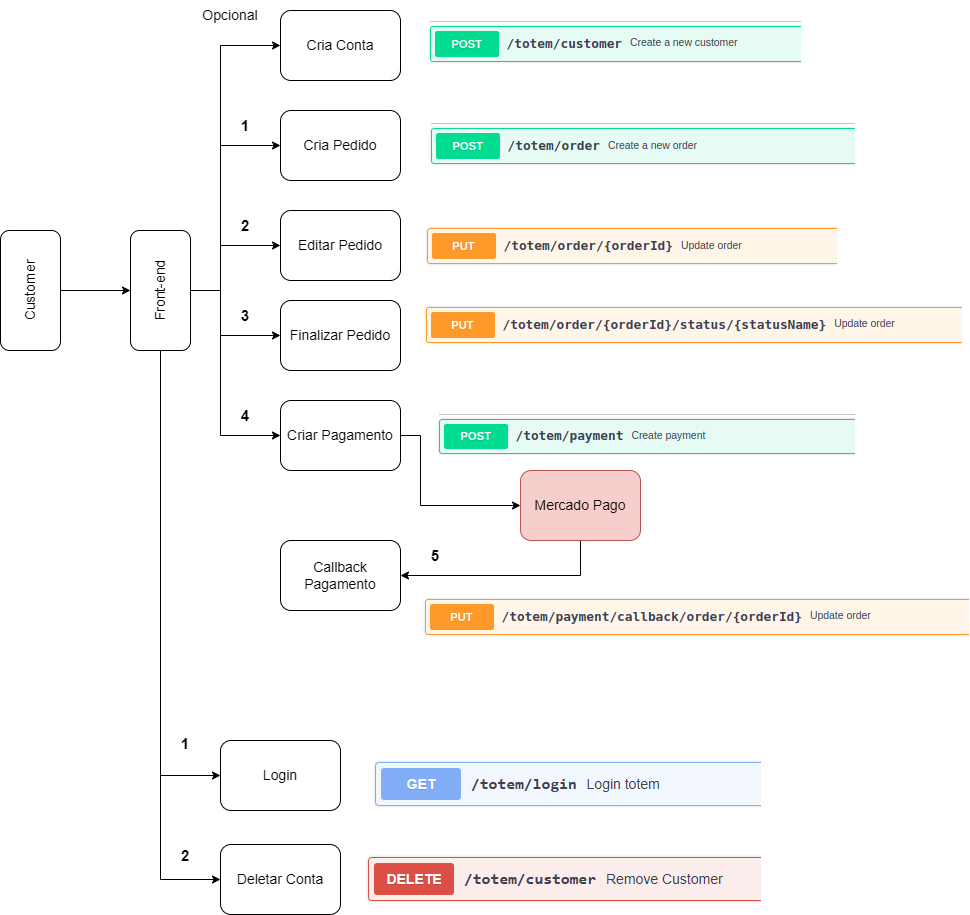 Opcional
Cria Conta
POST /totem/customer Create a new customer
1
Cria Pedido
POST /totem/order Create a new order
2
Editar Pedido
PUT /totem/order/{orderId} Update order
Customer
Front-end
3
Finalizar Pedido
PUT /totem/order/{orderId}/status/{statusName} Update order
4
Criar Pagamento
POST /totem/payment Create payment
Mercado Pago
5
Callback
Pagamento
PUT /totem/payment/callback/order/{orderId} Update order
1
Login
GET /totem/login Login totem
2
Deletar Conta
DELETE /totem/customer Remove Customer